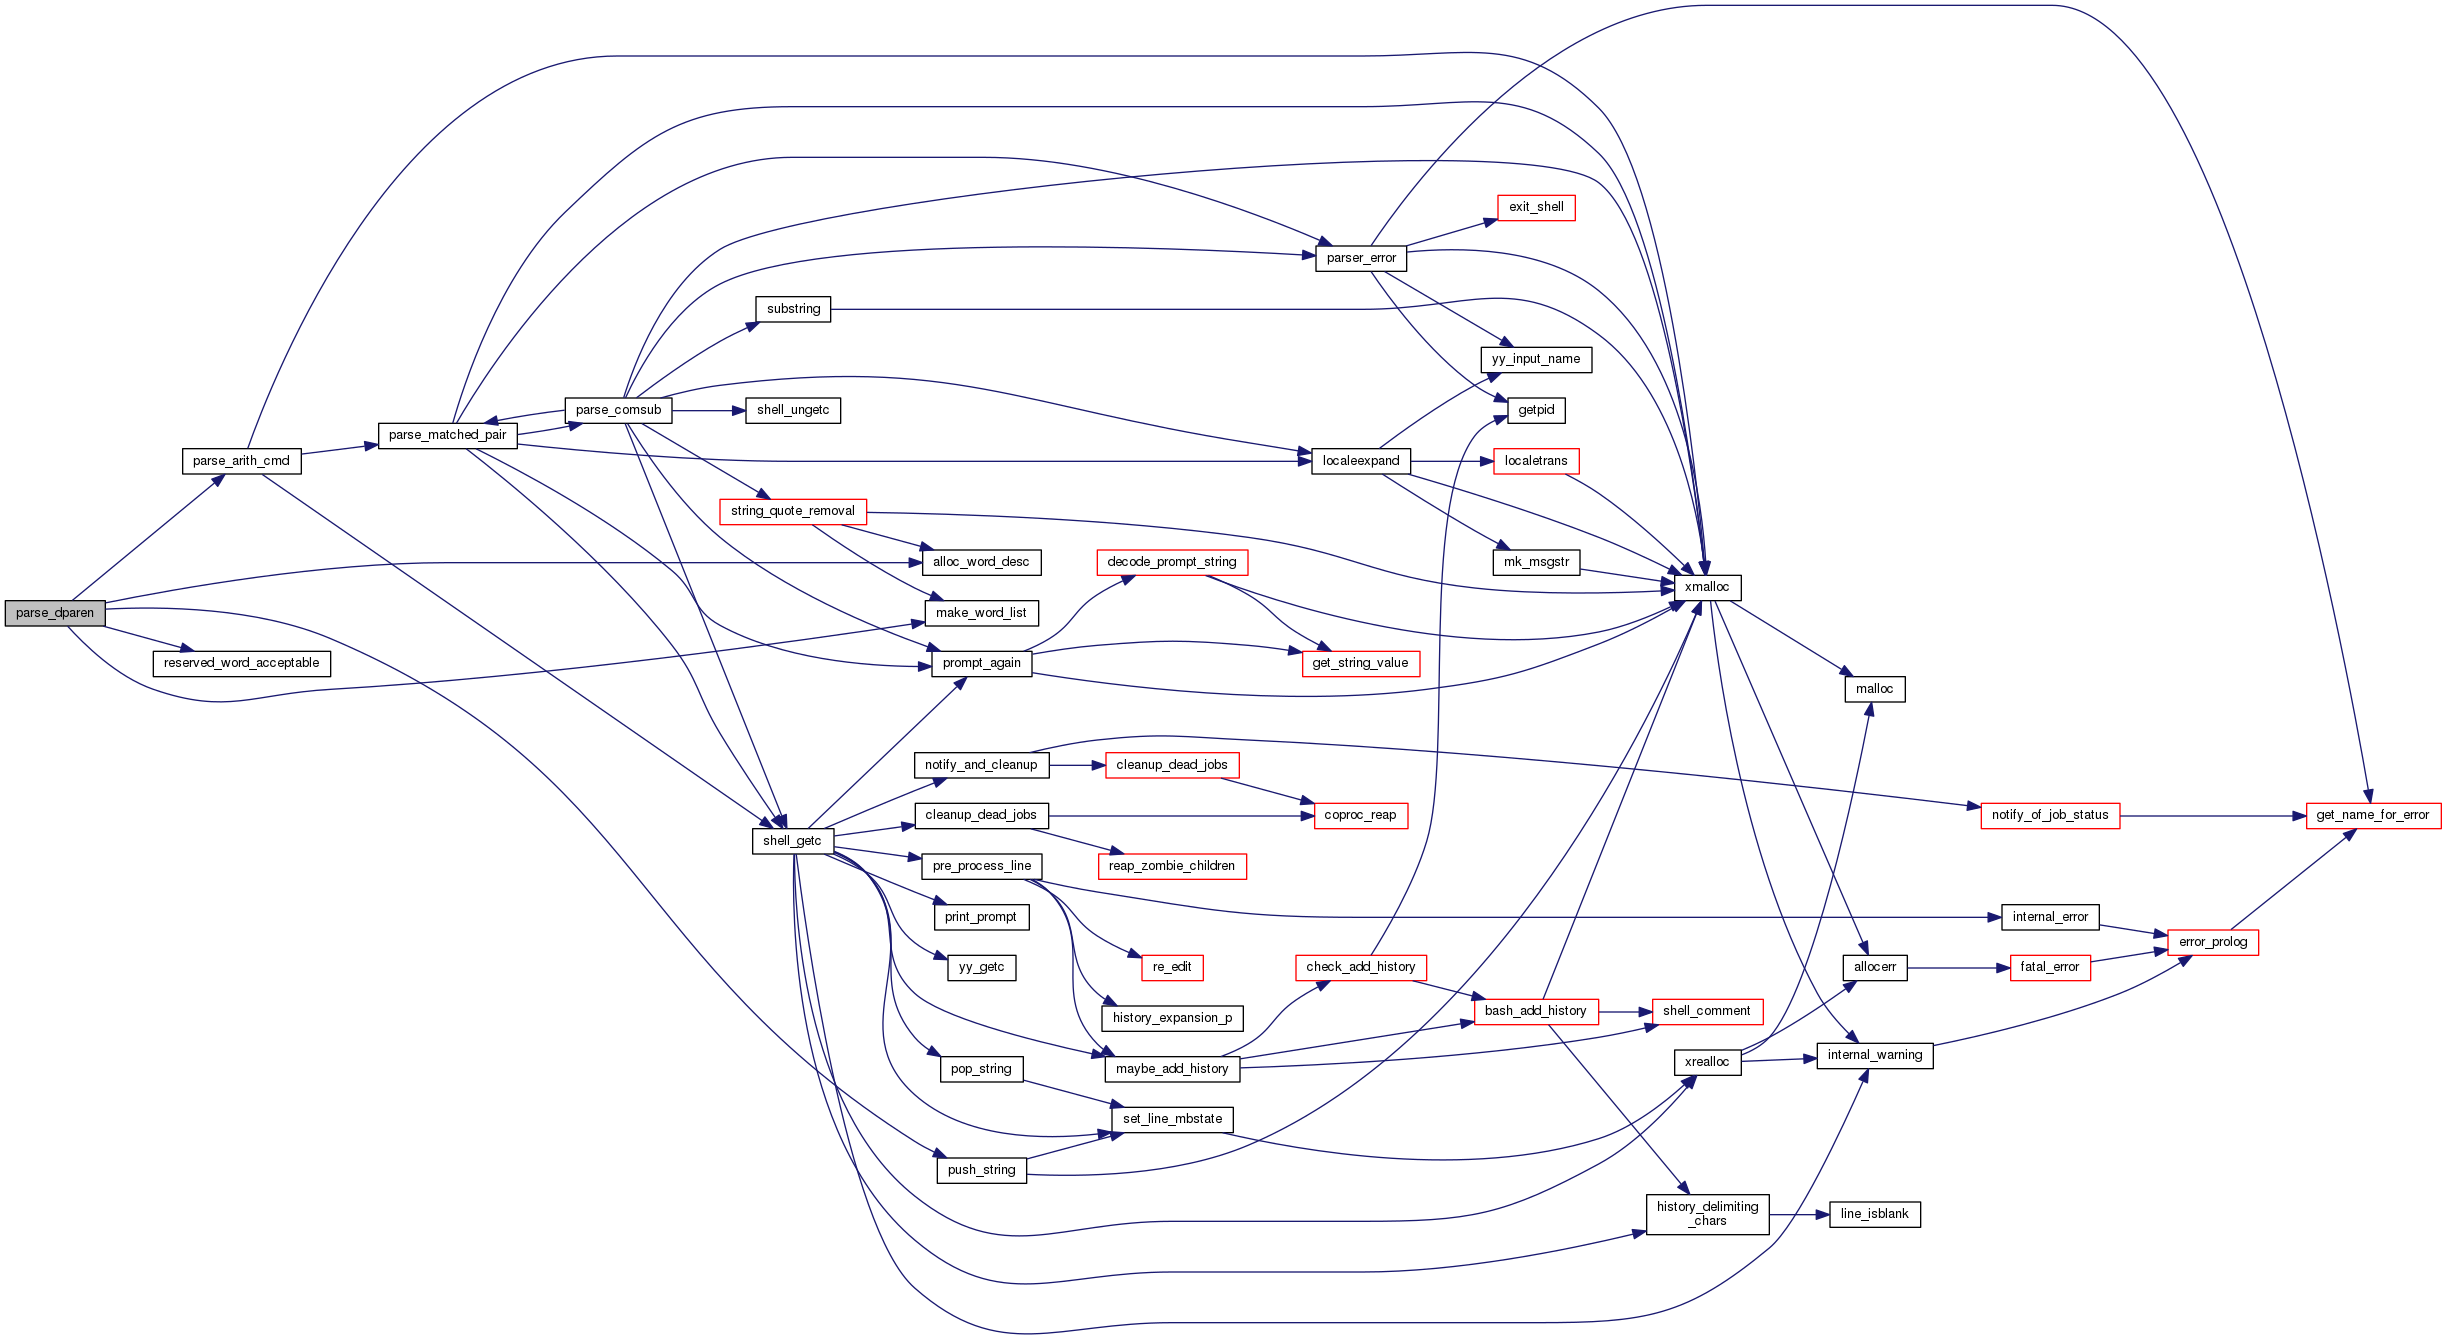 parse_dparen
parse_arith_cmd
reserved_word_acceptable
parse_matched_pair
parse_comsub
substring
shell_ungetc
string_quote_removal
shell_getc
alloc_word_desc
make_word_list
prompt_again
notify_and_cleanup
cleanup_dead_jobs
pre_process_line
print_prompt
yy_getc
pop_string
push_string
decode_prompt_string
cleanup_dead_jobs
reap_zombie_children
re_edit
history_expansion_p
maybe_add_history
set_line_mbstate
parser_error
localeexpand
get_string_value
coproc_reap
check_add_history
exit_shell
yy_input_name
getpid
localetrans
mk_msgstr
bash_add_history
xmalloc
shell_comment
xrealloc
history_delimiting
_chars
malloc
allocerr
internal_warning
line_isblank
notify_of_job_status
internal_error
fatal_error
error_prolog
get_name_for_error